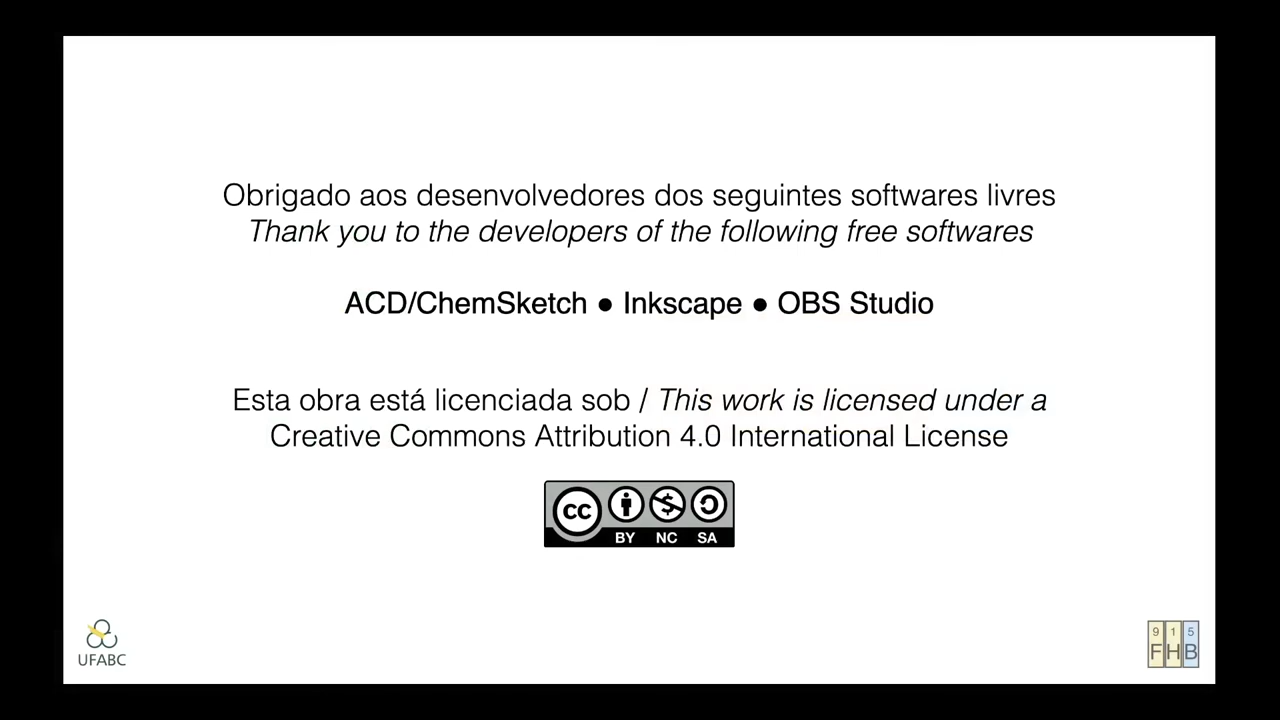 Obrigado aos desenvolvedores dos seguintes softwares livres
Thank you to the developers of the following free softwares
ACD/ChemSketch ● Inkscape ● OBS Studio
Esta obra está licenciada sob / This work is licensed under a
Creative Commons Attribution 4.0 International License
CC BY NC SA
UFABC
9 1 5
F H B